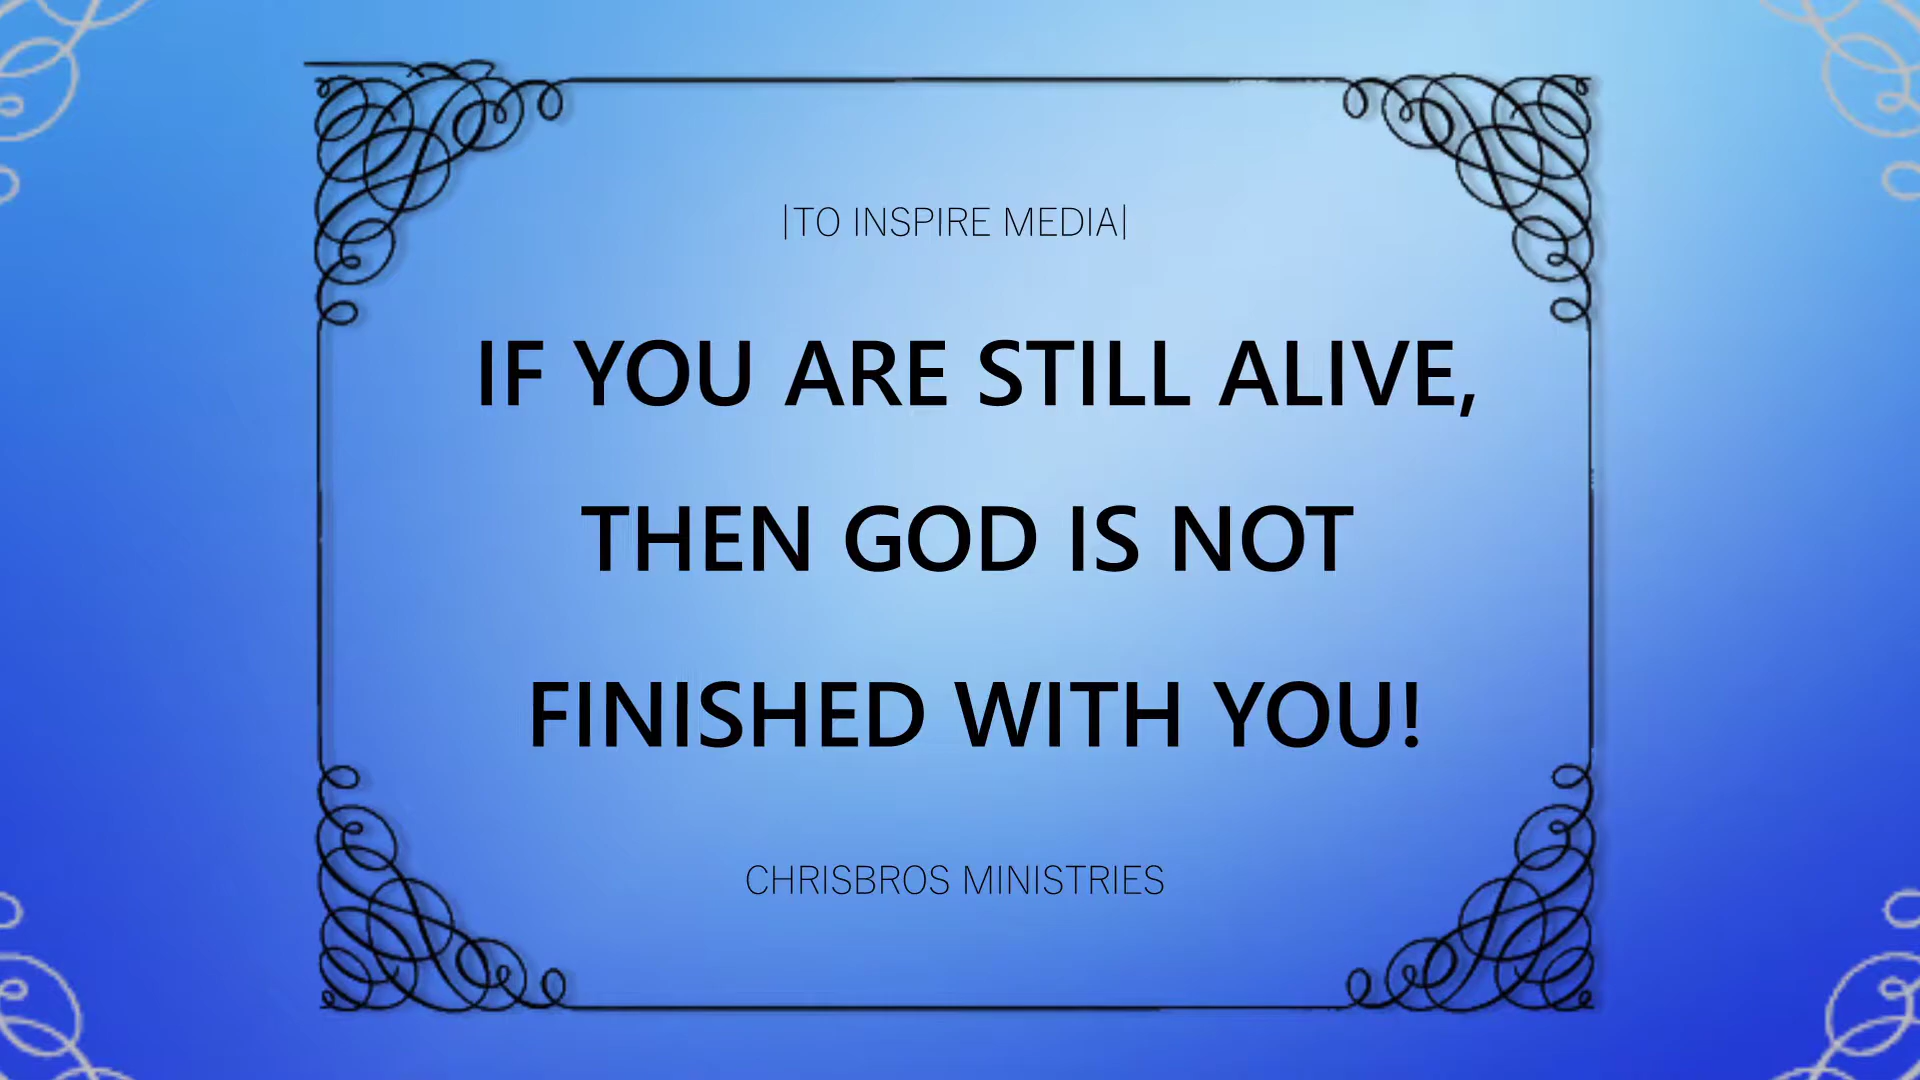 |TO INSPIRE MEDIA|
IF YOU ARE STILL ALIVE,
THEN GOD IS NOT
FINISHED WITH YOU!
CHRISBROS MINISTRIES